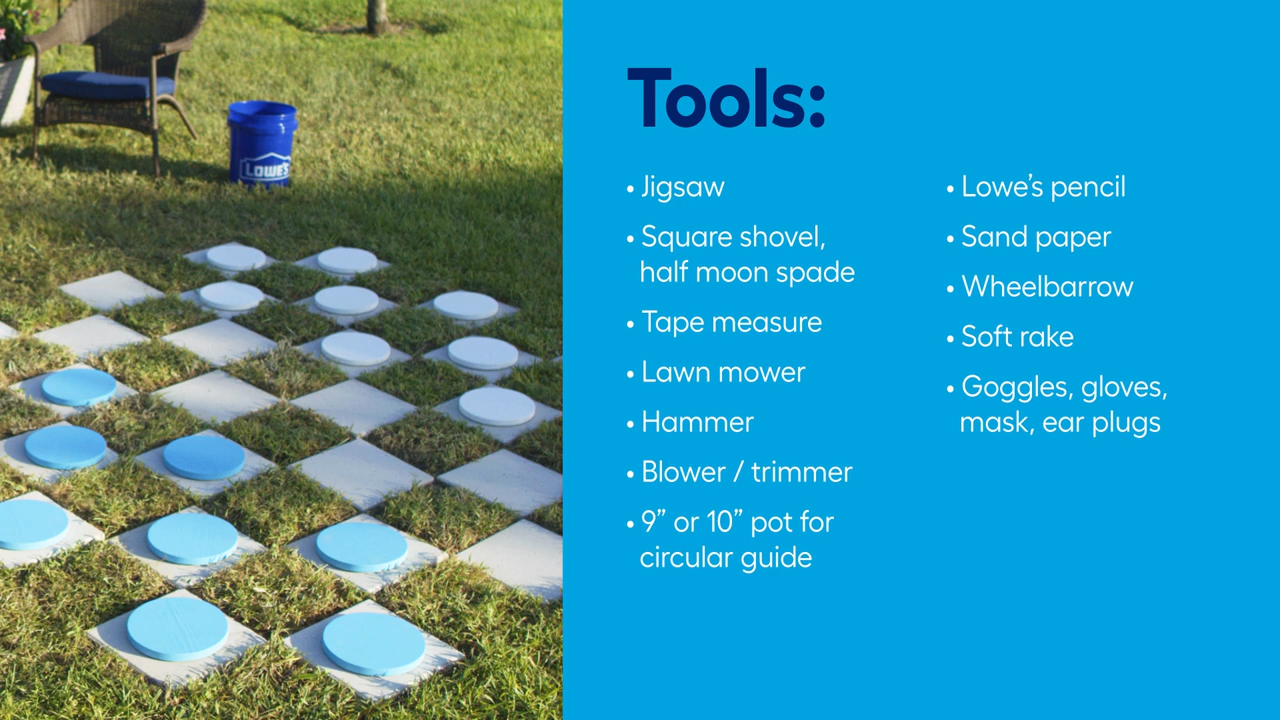 LOWE'S
Tools:
• Jigsaw
• Square shovel,
half moon spade
• Tape measure
• Lawn mower
• Hammer
• Blower / trimmer
• 9” or 10” pot for
circular guide
• Lowe’s pencil
• Sand paper
• Wheelbarrow
• Soft rake
• Goggles, gloves,
mask, ear plugs